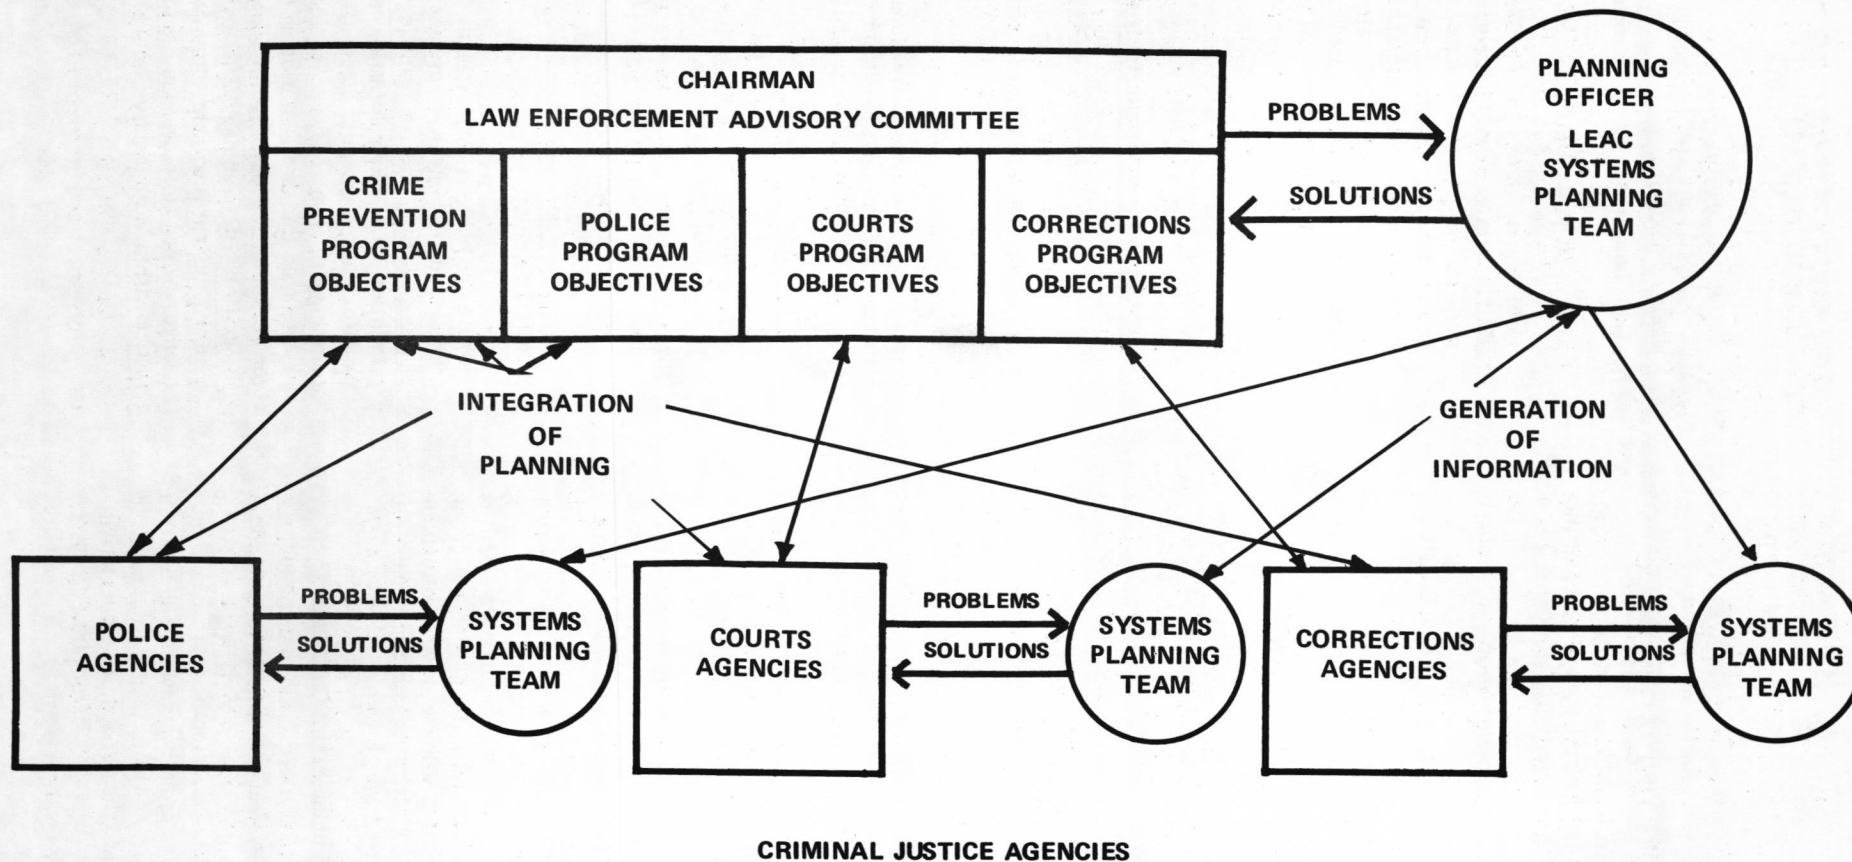 CHAIRMAN
LAW ENFORCEMENT ADVISORY COMMITTEE
CRIME
PREVENTION
PROGRAM
OBJECTIVES
POLICE
PROGRAM
OBJECTIVES
COURTS
PROGRAM
OBJECTIVES
CORRECTIONS
PROGRAM
OBJECTIVES
PROBLEMS
SOLUTIONS
PLANNING
OFFICER
LEAC
SYSTEMS
PLANNING
TEAM
INTEGRATION
OF
PLANNING
GENERATION
OF
INFORMATION
POLICE
AGENCIES
PROBLEMS
SOLUTIONS
SYSTEMS
PLANNING
TEAM
COURTS
AGENCIES
PROBLEMS
SOLUTIONS
SYSTEMS
PLANNING
TEAM
CORRECTIONS
AGENCIES
PROBLEMS
SOLUTIONS
SYSTEMS
PLANNING
TEAM
CRIMINAL JUSTICE AGENCIES